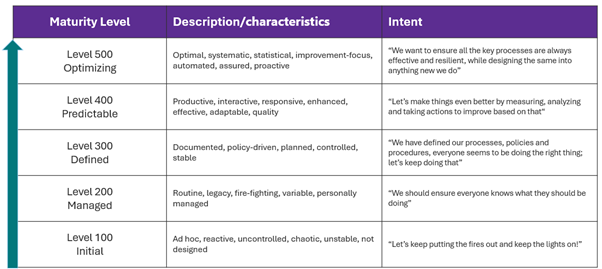 Maturity Level
Description/characteristics
Intent
Level 500
Optimizing
Optimal, systematic, statistical, improvement-focus,
automated, assured, proactive
“We want to ensure all the key processes are always
effective and resilient, while designing the same into
anything new we do”
Level 400
Predictable
Productive, interactive, responsive, enhanced,
effective, adaptable, quality
“Let’s make things even better by measuring, analyzing
and taking actions to improve based on that“
Level 300
Defined
Documented, policy-driven, planned, controlled,
stable
“We have defined our processes, policies and
procedures, everyone seems to be doing the right thing;
let’s keep doing that”
Level 200
Managed
Routine, legacy, fire-fighting, variable, personally
managed
“We should ensure everyone knows what they should be
doing”
Level 100
Initial
Ad hoc, reactive, uncontrolled, chaotic, unstable, not
designed
“Let’s keep putting the fires out and keep the lights on!”